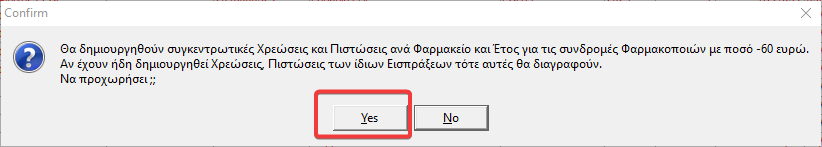 Confirm
Θα δημιουργηθούν συγκεντρωτικές Χρεώσεις και Πιστώσεις ανά Φαρμακείο και Έτος για τις συνδρομές Φαρμακοποιών με ποσό -60 ευρώ.
Αν έχουν ήδη δημιουργηθεί Χρεώσεις, Πιστώσεις των ίδιων Εισπράξεων τότε αυτές θα διαγραφούν.
Να προχωρήσει ;;
Yes No